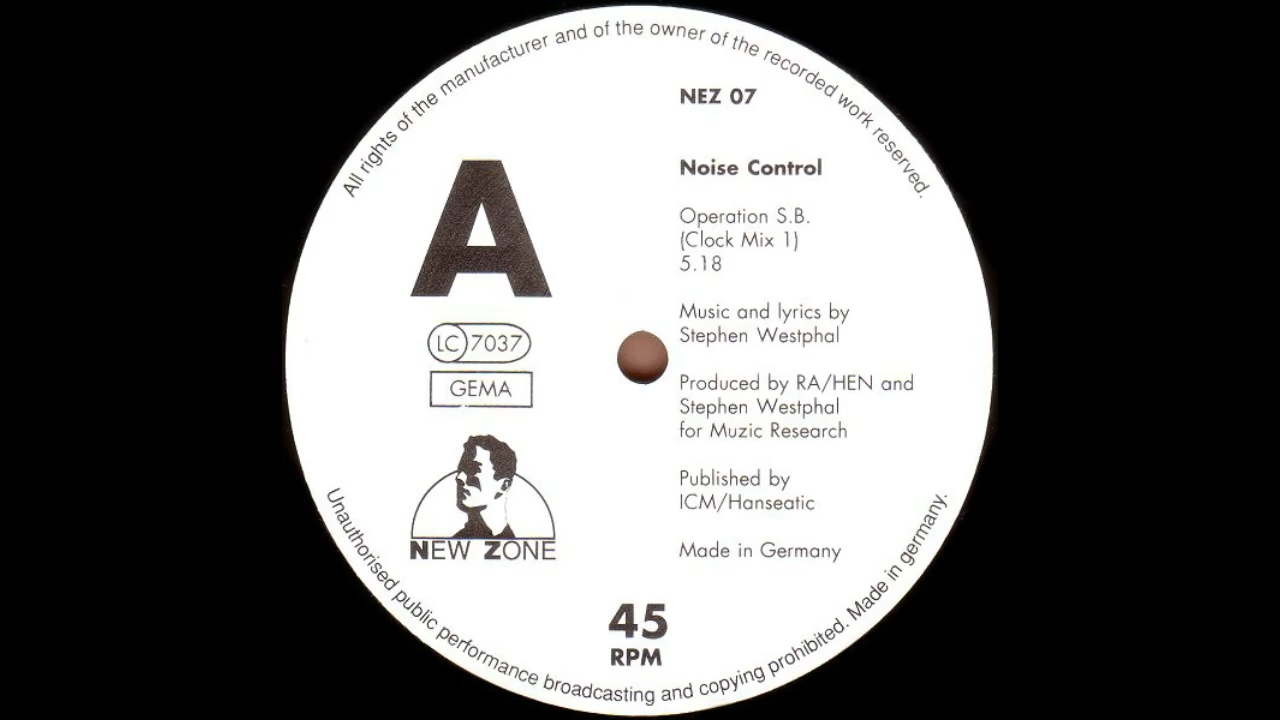 All rights of the manufacturer and of the owner of the recorded work reserved.
NEZ 07
A
Noise Control
Operation S.B.
(Clock Mix 1)
5.18
LC 7037
GEMA
Music and lyrics by
Stephen Westphal
Produced by RA/HEN and
Stephen Westphal
for Muzic Research
Published by
ICM/Hanseatic
NEW ZONE
Made in Germany
45
RPM
Unauthorised public performance broadcasting and copying prohibited. Made in germany.